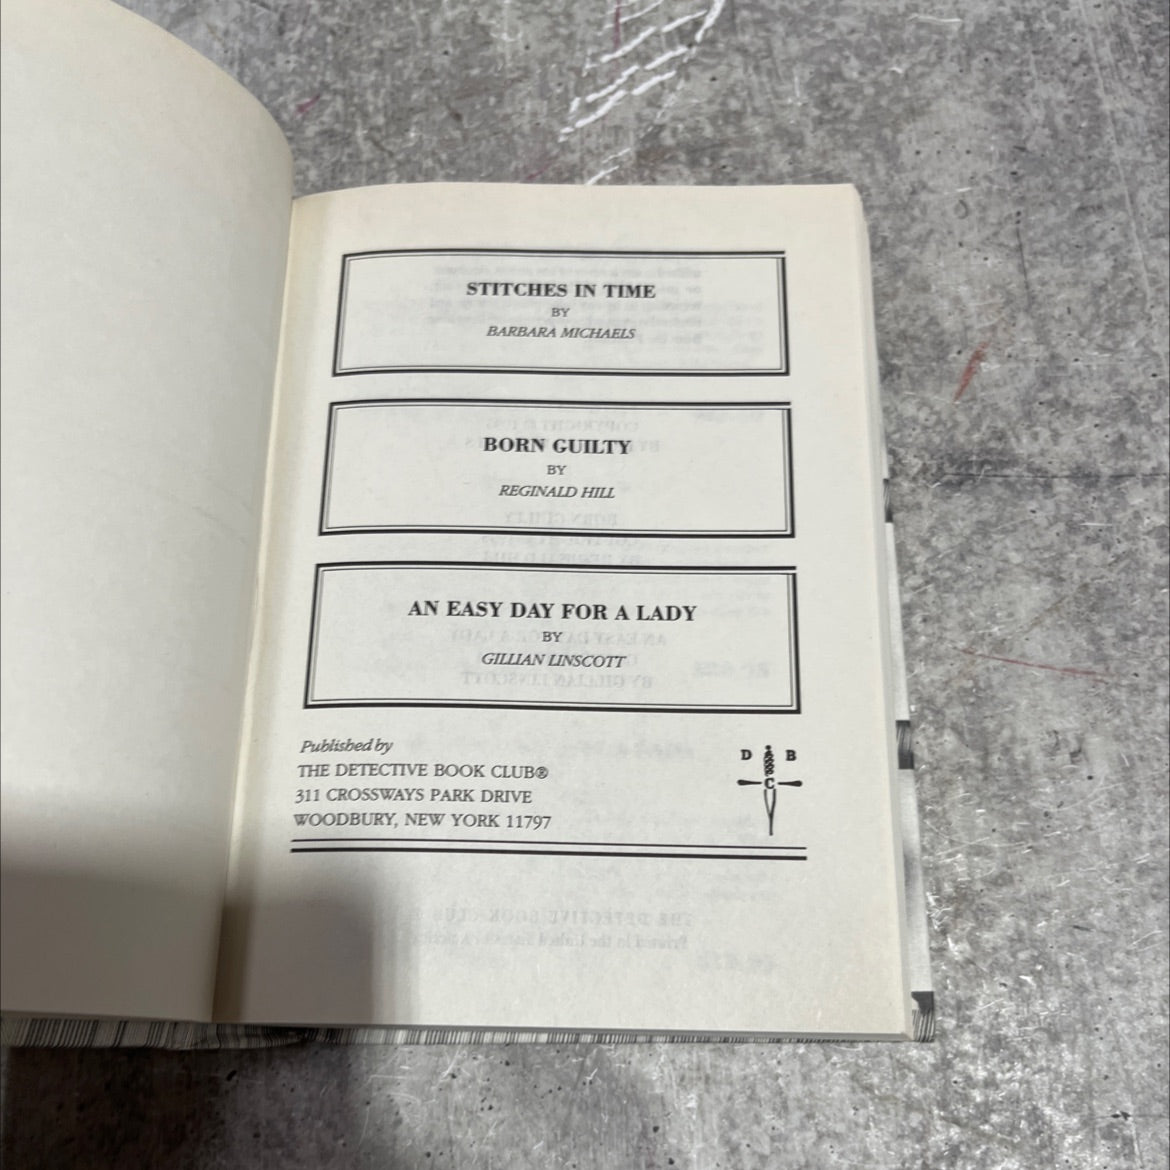 STITCHES IN TIME
BY
BARBARA MICHAELS
BORN GUILTY
BY
REGINALD HILL
AN EASY DAY FOR A LADY
BY
GILLIAN LINSCOTT
Published by
THE DETECTIVE BOOK CLUB®
311 CROSSWAYS PARK DRIVE
WOODBURY, NEW YORK 11797
D B
C